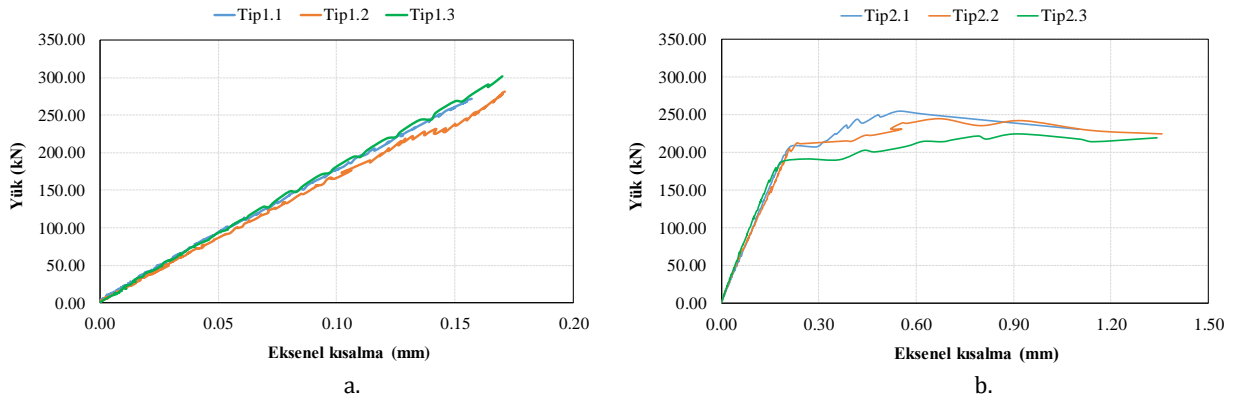 Tip1.1 Tip1.2 Tip1.3
350.00
300.00
250.00
200.00
150.00
100.00
50.00
0.00
Yük (kN)
0.00 0.05 0.10 0.15 0.20
Eksenel kısalma (mm)
a.
Tip2.1 Tip2.2 Tip2.3
350.00
300.00
250.00
200.00
150.00
100.00
50.00
0.00
Yük (kN)
0.00 0.30 0.60 0.90 1.20 1.50
Eksenel kısalma (mm)
b.